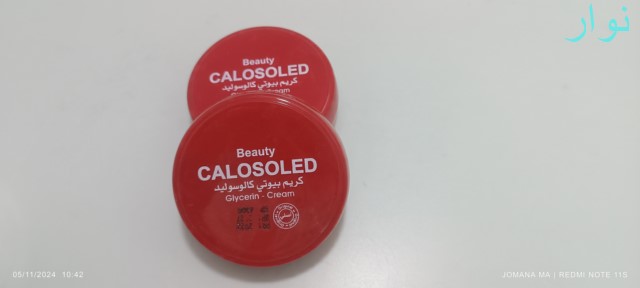 نوار
Beauty
CALOSOLED
كريم بيوتي كالوسوليد
Beauty
CALOSOLED
كريم بيوتي كالوسوليد
Glycerin - Cream
05/11/2024 10:42
JOMANA MA | REDMI NOTE 11S